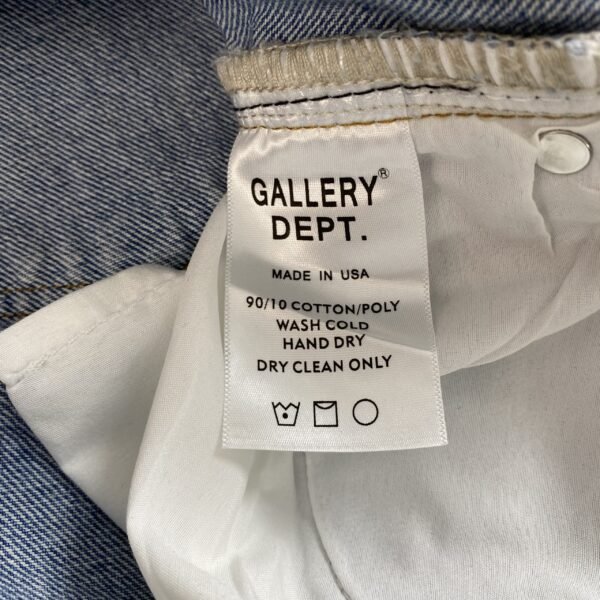 GALLERY®
DEPT.
MADE IN USA
90/10 COTTON/POLY
WASH COLD
HAND DRY
DRY CLEAN ONLY